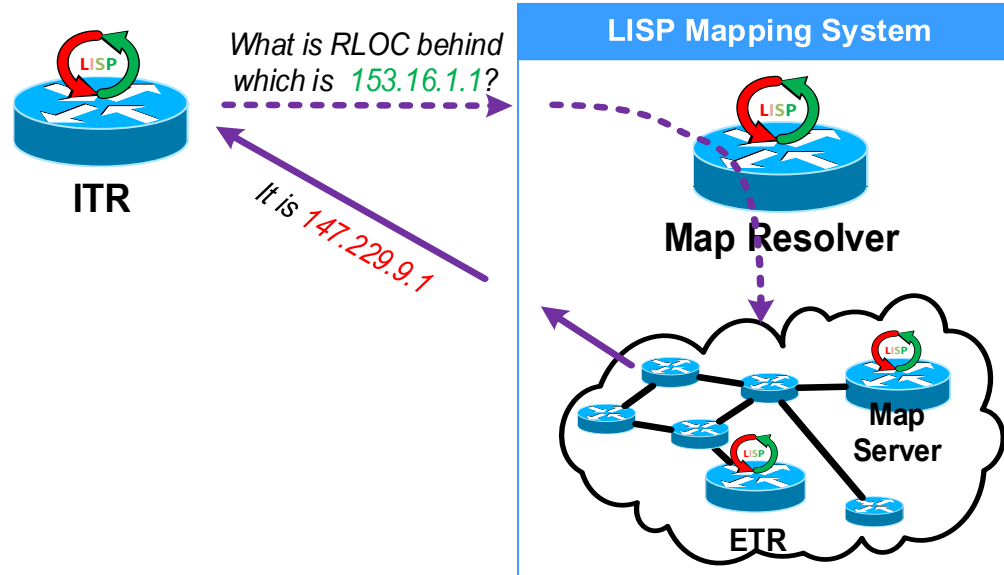 LISP
What is RLOC behind
which is 153.16.1.1?
ITR
It is 147.229.9.1
LISP Mapping System
LISP
Map Resolver
LISP
Map
Server
LISP
ETR